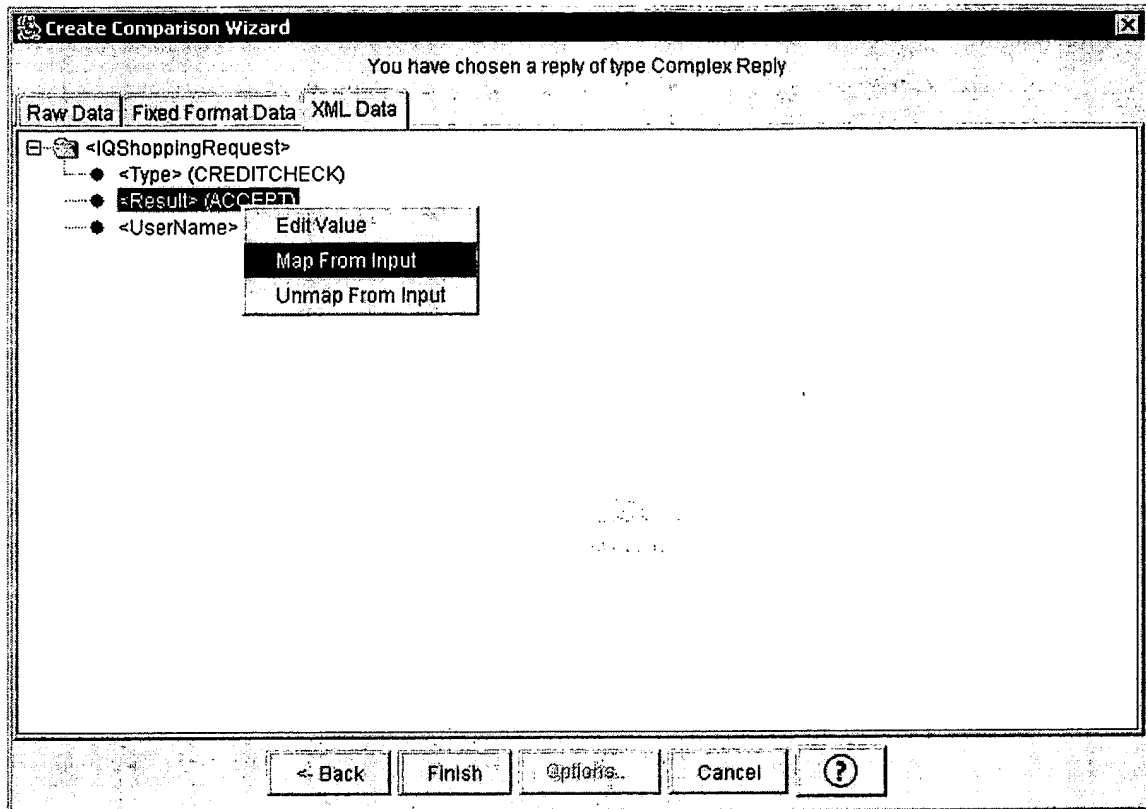 Create Comparison Wizard
You have chosen a reply of type Complex Reply
Raw Data Fixed Format Data XML Data
<IQShoppingRequest>
<Type> (CREDITCHECK)
<Result> (ACCEPT)
<UserName>
Edit Value
Map From Input
Unmap From Input
<- Back Finish Options... Cancel ?